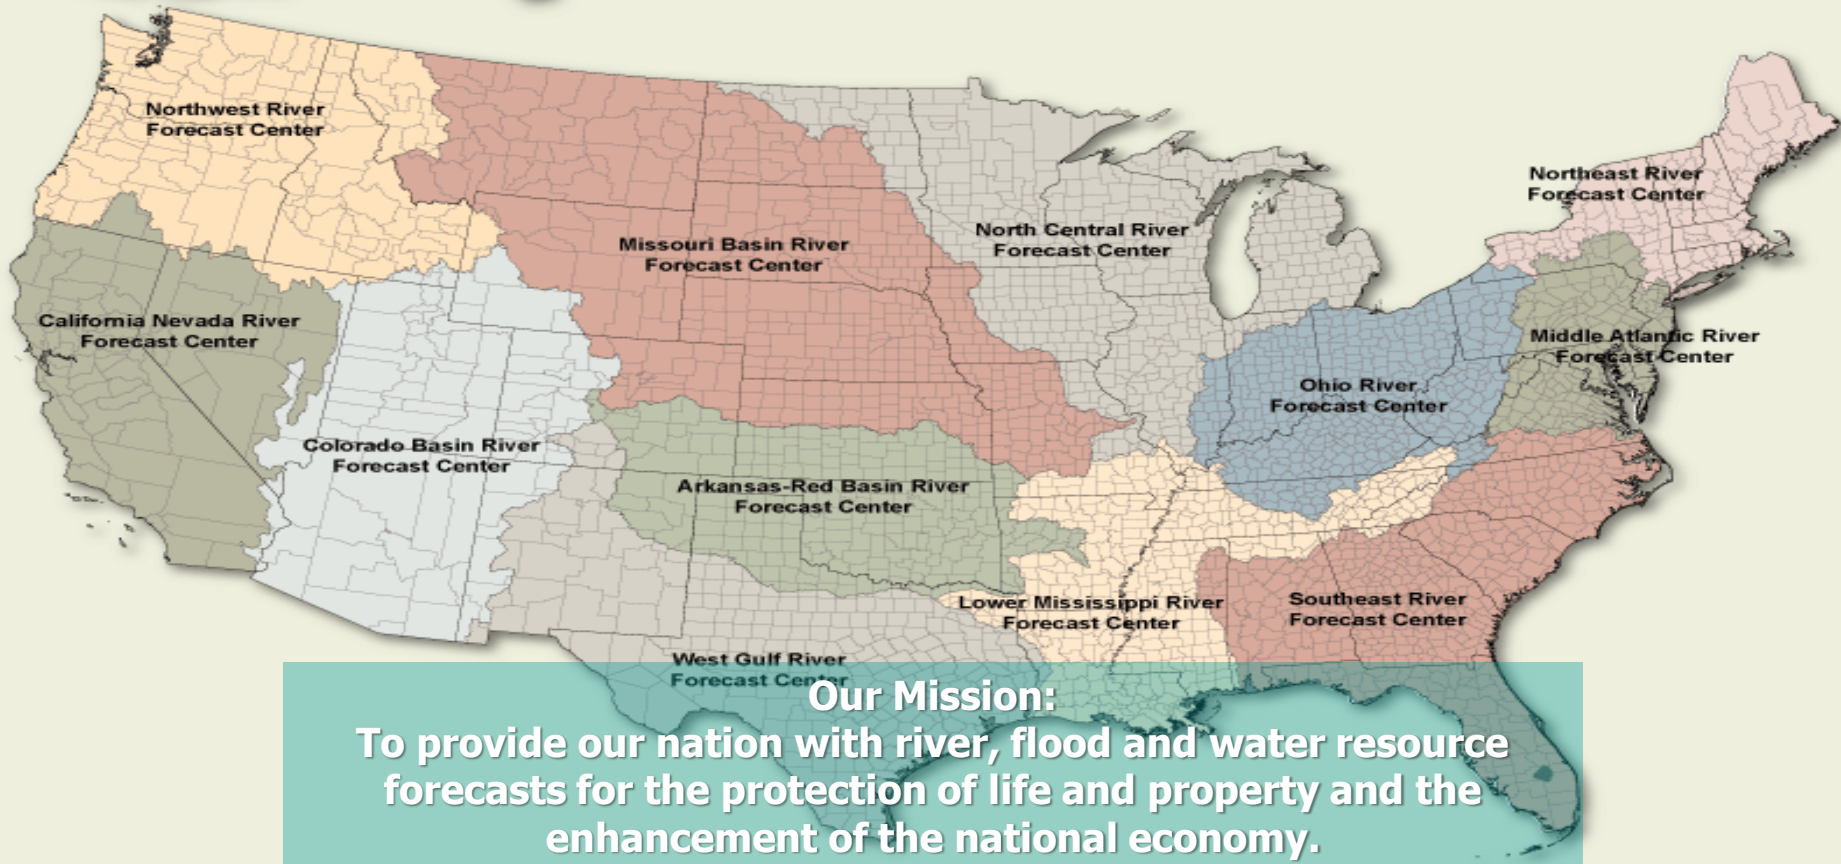 Northwest River
Forecast Center
Northeast River
Forecast Center
North Central River
Forecast Center
Missouri Basin River
Forecast Center
California Nevada River
Forecast Center
Middle Atlantic River
Forecast Center
Ohio River
Forecast Center
Colorado Basin River
Forecast Center
Arkansas-Red Basin River
Forecast Center
Lower Mississippi River
Forecast Center
Southeast River
Forecast Center
West Gulf River
Forecast Center
Our Mission:
To provide our nation with river, flood and water resource
forecasts for the protection of life and property and the
enhancement of the national economy.